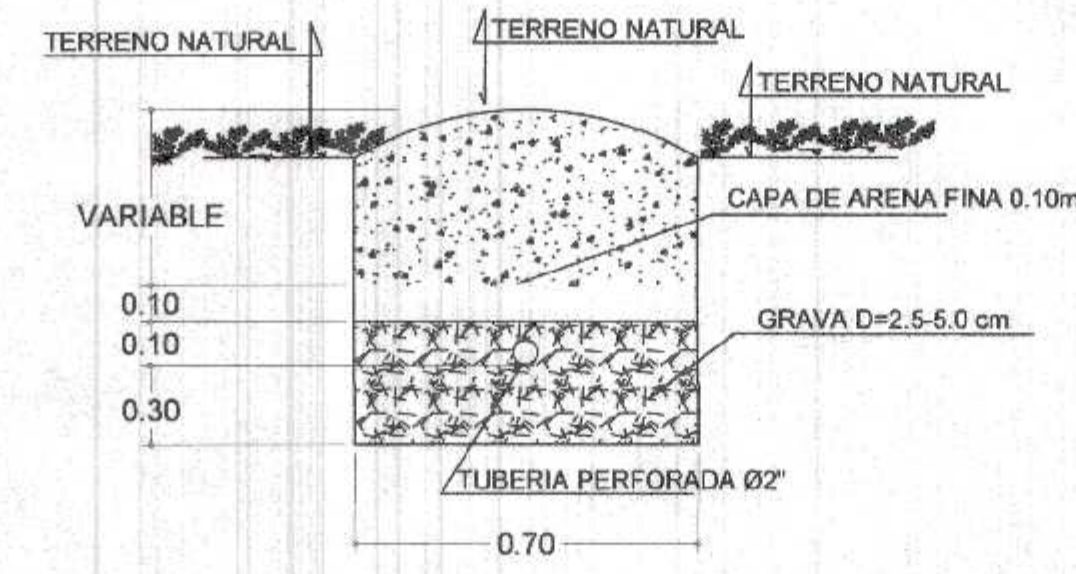 TERRENO NATURAL
TERRENO NATURAL
TERRENO NATURAL
CAPA DE ARENA FINA 0.10m
VARIABLE
0.10
0.10
0.30
GRAVA D=2.5-5.0 cm
TUBERIA PERFORADA Ø2"
0.70